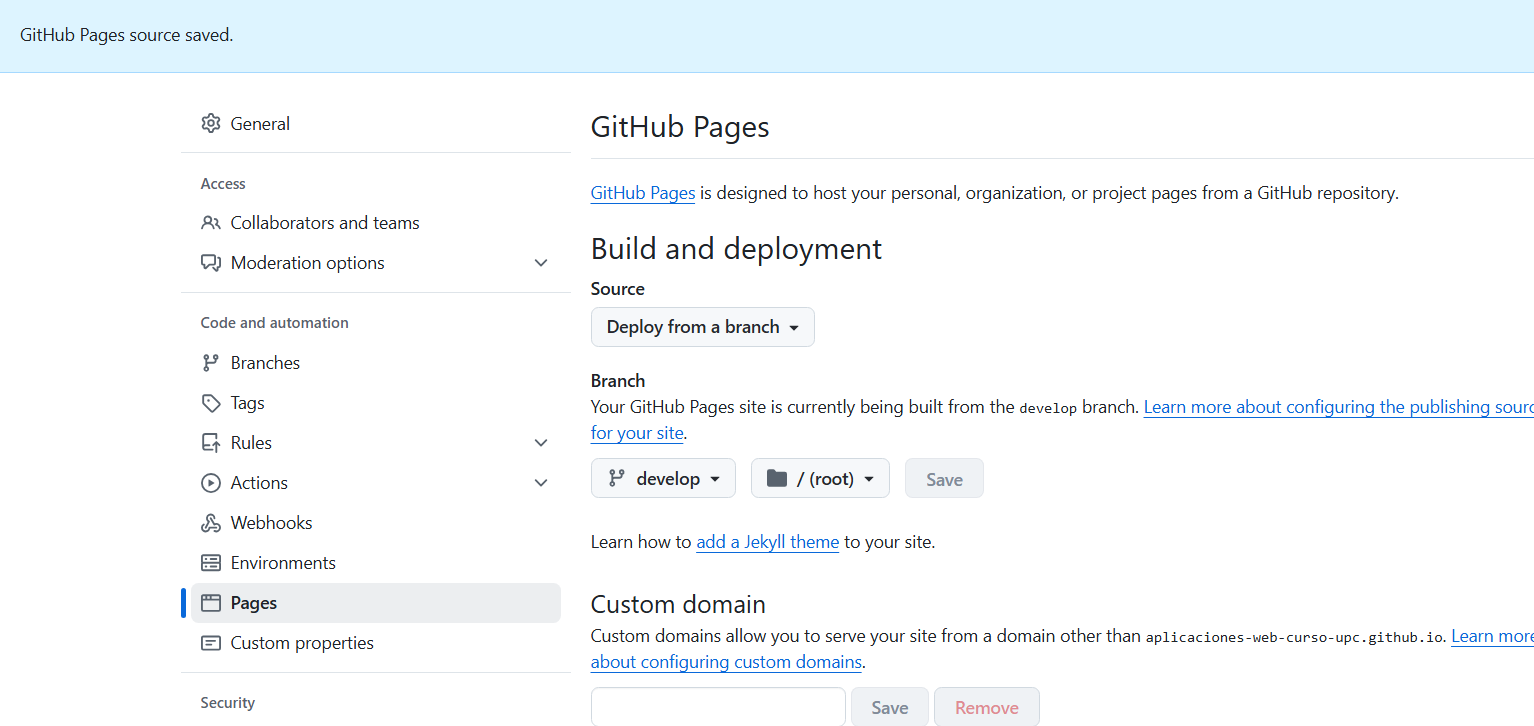 GitHub Pages source saved.
General
Access
Collaborators and teams
Moderation options
Code and automation
Branches
Tags
Rules
Actions
Webhooks
Environments
Pages
Custom properties
Security
GitHub Pages
GitHub Pages is designed to host your personal, organization, or project pages from a GitHub repository.
Build and deployment
Source
Deploy from a branch
Branch
Your GitHub Pages site is currently being built from the develop branch. Learn more about configuring the publishing sourc
for your site.
develop
/ (root)
Save
Learn how to add a Jekyll theme to your site.
Custom domain
Custom domains allow you to serve your site from a domain other than aplicaciones-web-curso-upc.github.io. Learn more
about configuring custom domains.
Save
Remove